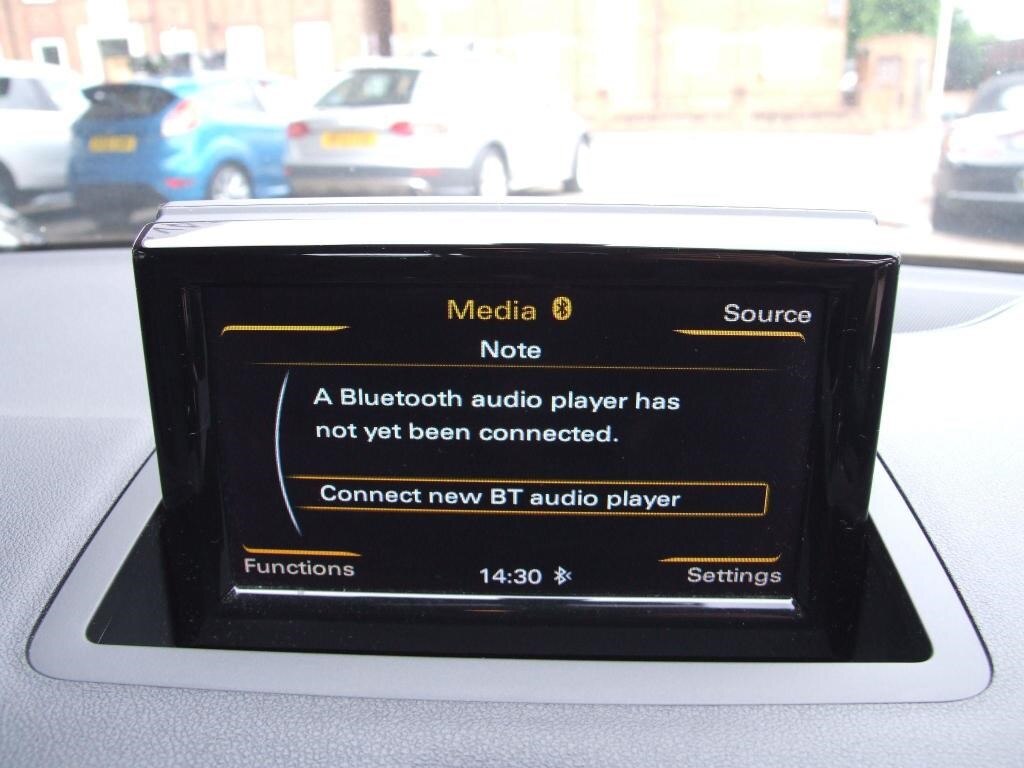 Media
Source
Note
A Bluetooth audio player has
not yet been connected.
Connect new BT audio player
Functions
14:30
Settings